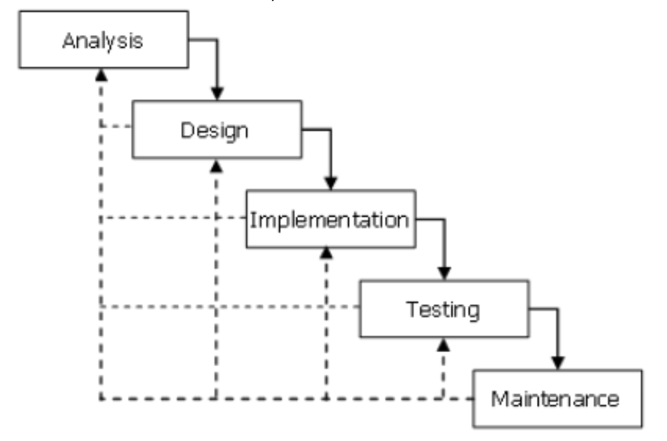 Analysis
Design
Implementation
Testing
Maintenance